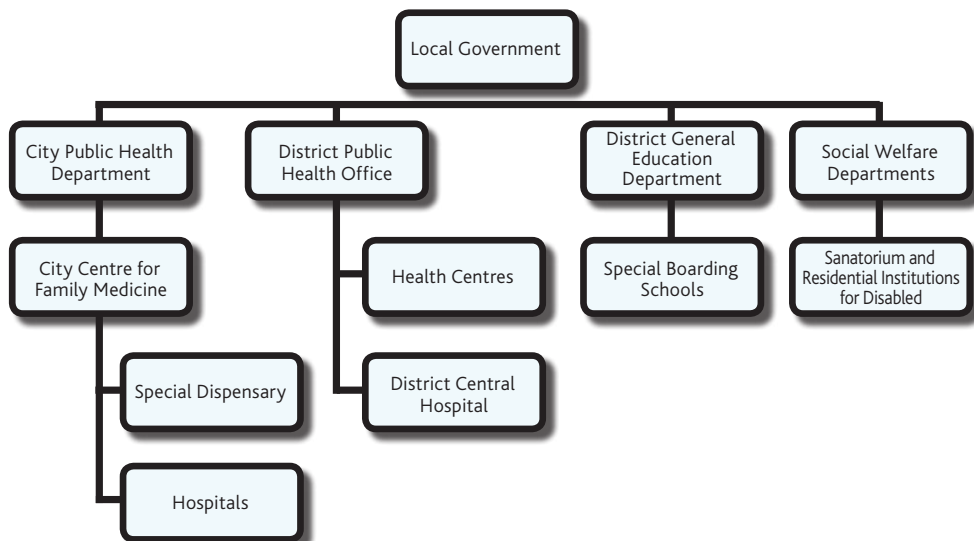 Local Government
City Public Health
Department
District Public
Health Office
District General
Education
Department
Social Welfare
Departments
City Centre for
Family Medicine
Health Centres
Special Boarding
Schools
Sanatorium and
Residential Institutions
for Disabled
Special Dispensary
District Central
Hospital
Hospitals